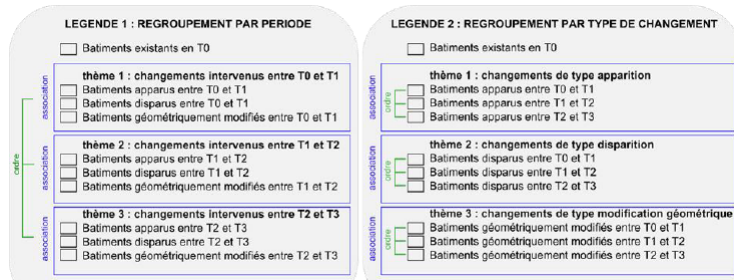 LEGENDE 1 : REGROUPEMENT PAR PERIODE
Batiments existants en T0
association
thème 1 : changements intervenus entre T0 et T1
Batiments apparus entre T0 et T1
Batiments disparus entre T0 et T1
Batiments géométriquement modifiés entre T0 et T1
ordre
association
thème 2 : changements intervenus entre T1 et T2
Batiments apparus entre T1 et T2
Batiments disparus entre T1 et T2
Batiments géométriquement modifiés entre T1 et T2
association
thème 3 : changements intervenus entre T2 et T3
Batiments apparus entre T2 et T3
Batiments disparus entre T2 et T3
Batiments géométriquement modifiés entre T2 et T3
LEGENDE 2 : REGROUPEMENT PAR TYPE DE CHANGEMENT
Batiments existants en T0
association
ordre
thème 1 : changements de type apparition
Batiments apparus entre T0 et T1
Batiments apparus entre T1 et T2
Batiments apparus entre T2 et T3
association
ordre
thème 2 : changements de type disparition
Batiments disparus entre T0 et T1
Batiments disparus entre T1 et T2
Batiments disparus entre T2 et T3
association
ordre
thème 3 : changements de type modification géométrique
Batiments géométriquement modifiés entre T0 et T1
Batiments géométriquement modifiés entre T1 et T2
Batiments géométriquement modifiés entre T2 et T3